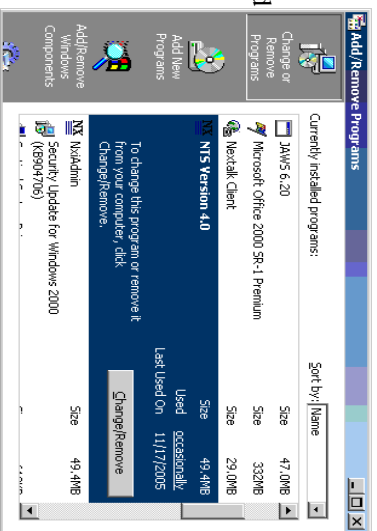 Add/Remove Programs
Change or
Remove
Programs
Add New
Programs
Add/Remove
Windows
Components
Currently installed programs:
Sort by: Name
JAWS 6.20
Size 47.0MB
Microsoft Office 2000 SR-1 Premium
Size 332MB
Nextalk Client
Size 29.0MB
NX NTS Version 4.0
Size 49.4MB
Used occasionally
Last Used On 11/17/2005
To change this program or remove it
from your computer, click
Change/Remove.
Change/Remove
NX NxiAdmin
Size 49.4MB
Security Update for Windows 2000
(KB904706)